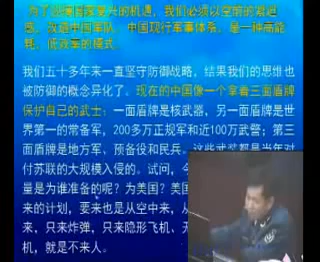 为了抓住国家复兴的机遇，我们必须以空前的紧迫
感，改造中国军队。中国现行军事体系，是一种高能
耗、低效率的模式。
我们五十多年来一直坚守防御战略，结果我们的思维也
被防御的概念异化了。现在的中国像一个拿着三面盾牌
保护自己的武士：一面盾牌是核武器，另一面盾牌是世
界第一的常备军，200多万正规军和近100万武警；第三
面盾牌是地方军、预备役和民兵。这些武装都是当年对
付苏联的大规模入侵的。试问，今
量是为谁准备的呢？为美国？美国
来的计划，要来也是从空中来，从
来，只来炸弹，只来隐形飞机、无
机，就是不来人。